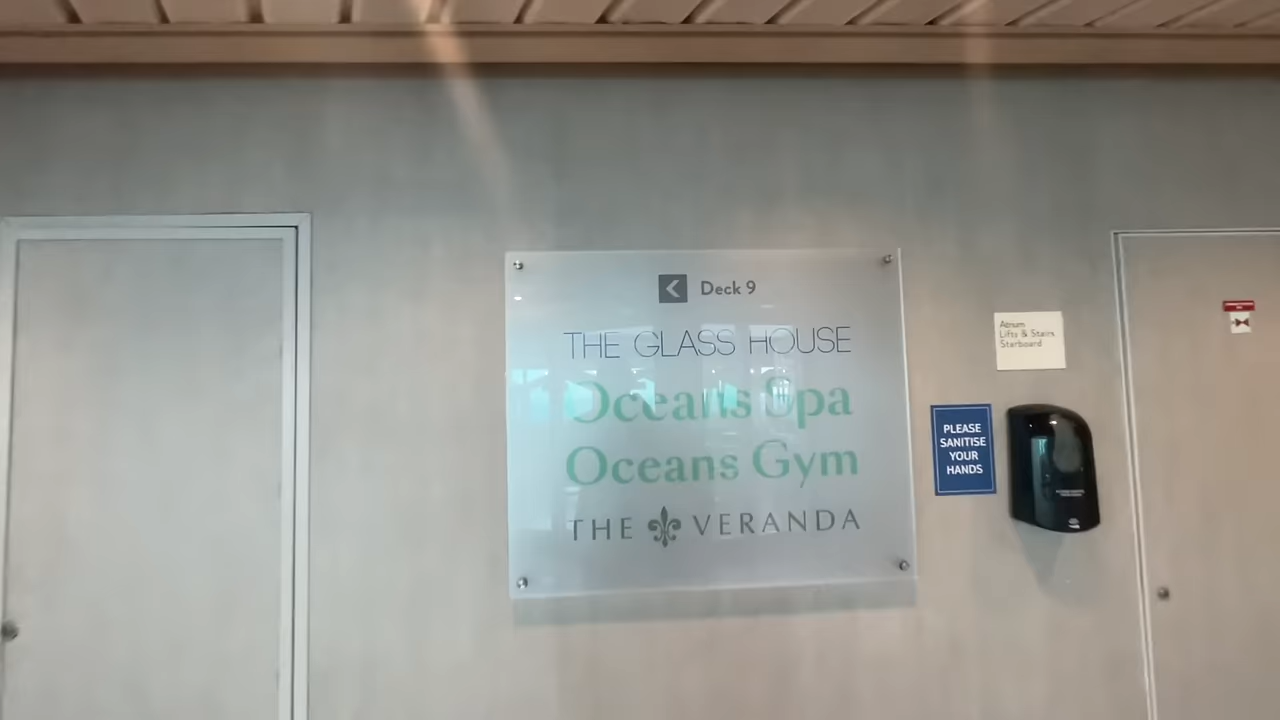 Deck 9
THE GLASS HOUSE
Oceans Spa
Oceans Gym
THE VERANDA
Atrium
Lifts & Stairs
Starboard
PLEASE
SANITISE
YOUR
HANDS